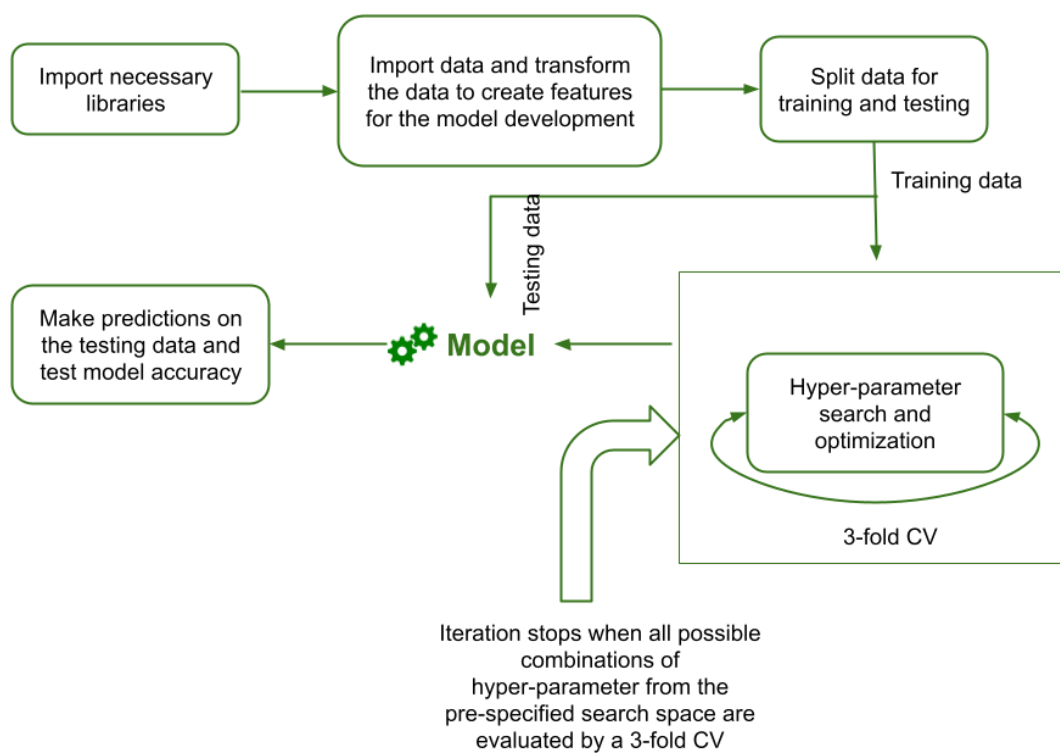 Import necessary
libraries
Import data and transform
the data to create features
for the model development
Split data for
training and testing
Training data
Testing data
Make predictions on
the testing data and
test model accuracy
Model
Hyper-parameter
search and
optimization
3-fold CV
Iteration stops when all possible
combinations of
hyper-parameter from the
pre-specified search space are
evaluated by a 3-fold CV